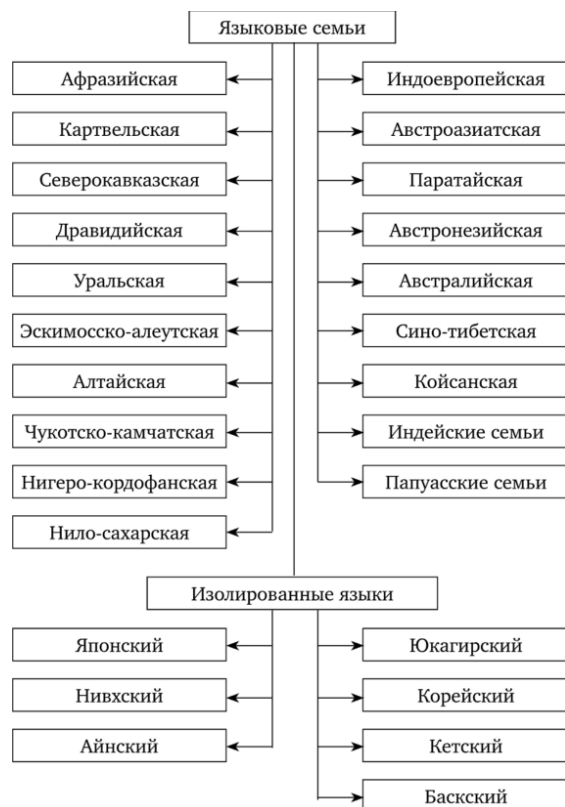 Языковые семьи
Афразийская
Индоевропейская
Картвельская
Австроазиатская
Северокавказская
Паратайская
Дравидийская
Австронезийская
Уральская
Австралийская
Эскимосско-алеутская
Сино-тибетская
Алтайская
Койсанская
Чукотско-камчатская
Индейские семьи
Нигеро-кордофанская
Папуасские семьи
Нило-сахарская
Изолированные языки
Японский
Юкагирский
Нивхский
Корейский
Айнский
Кетский
Баскский